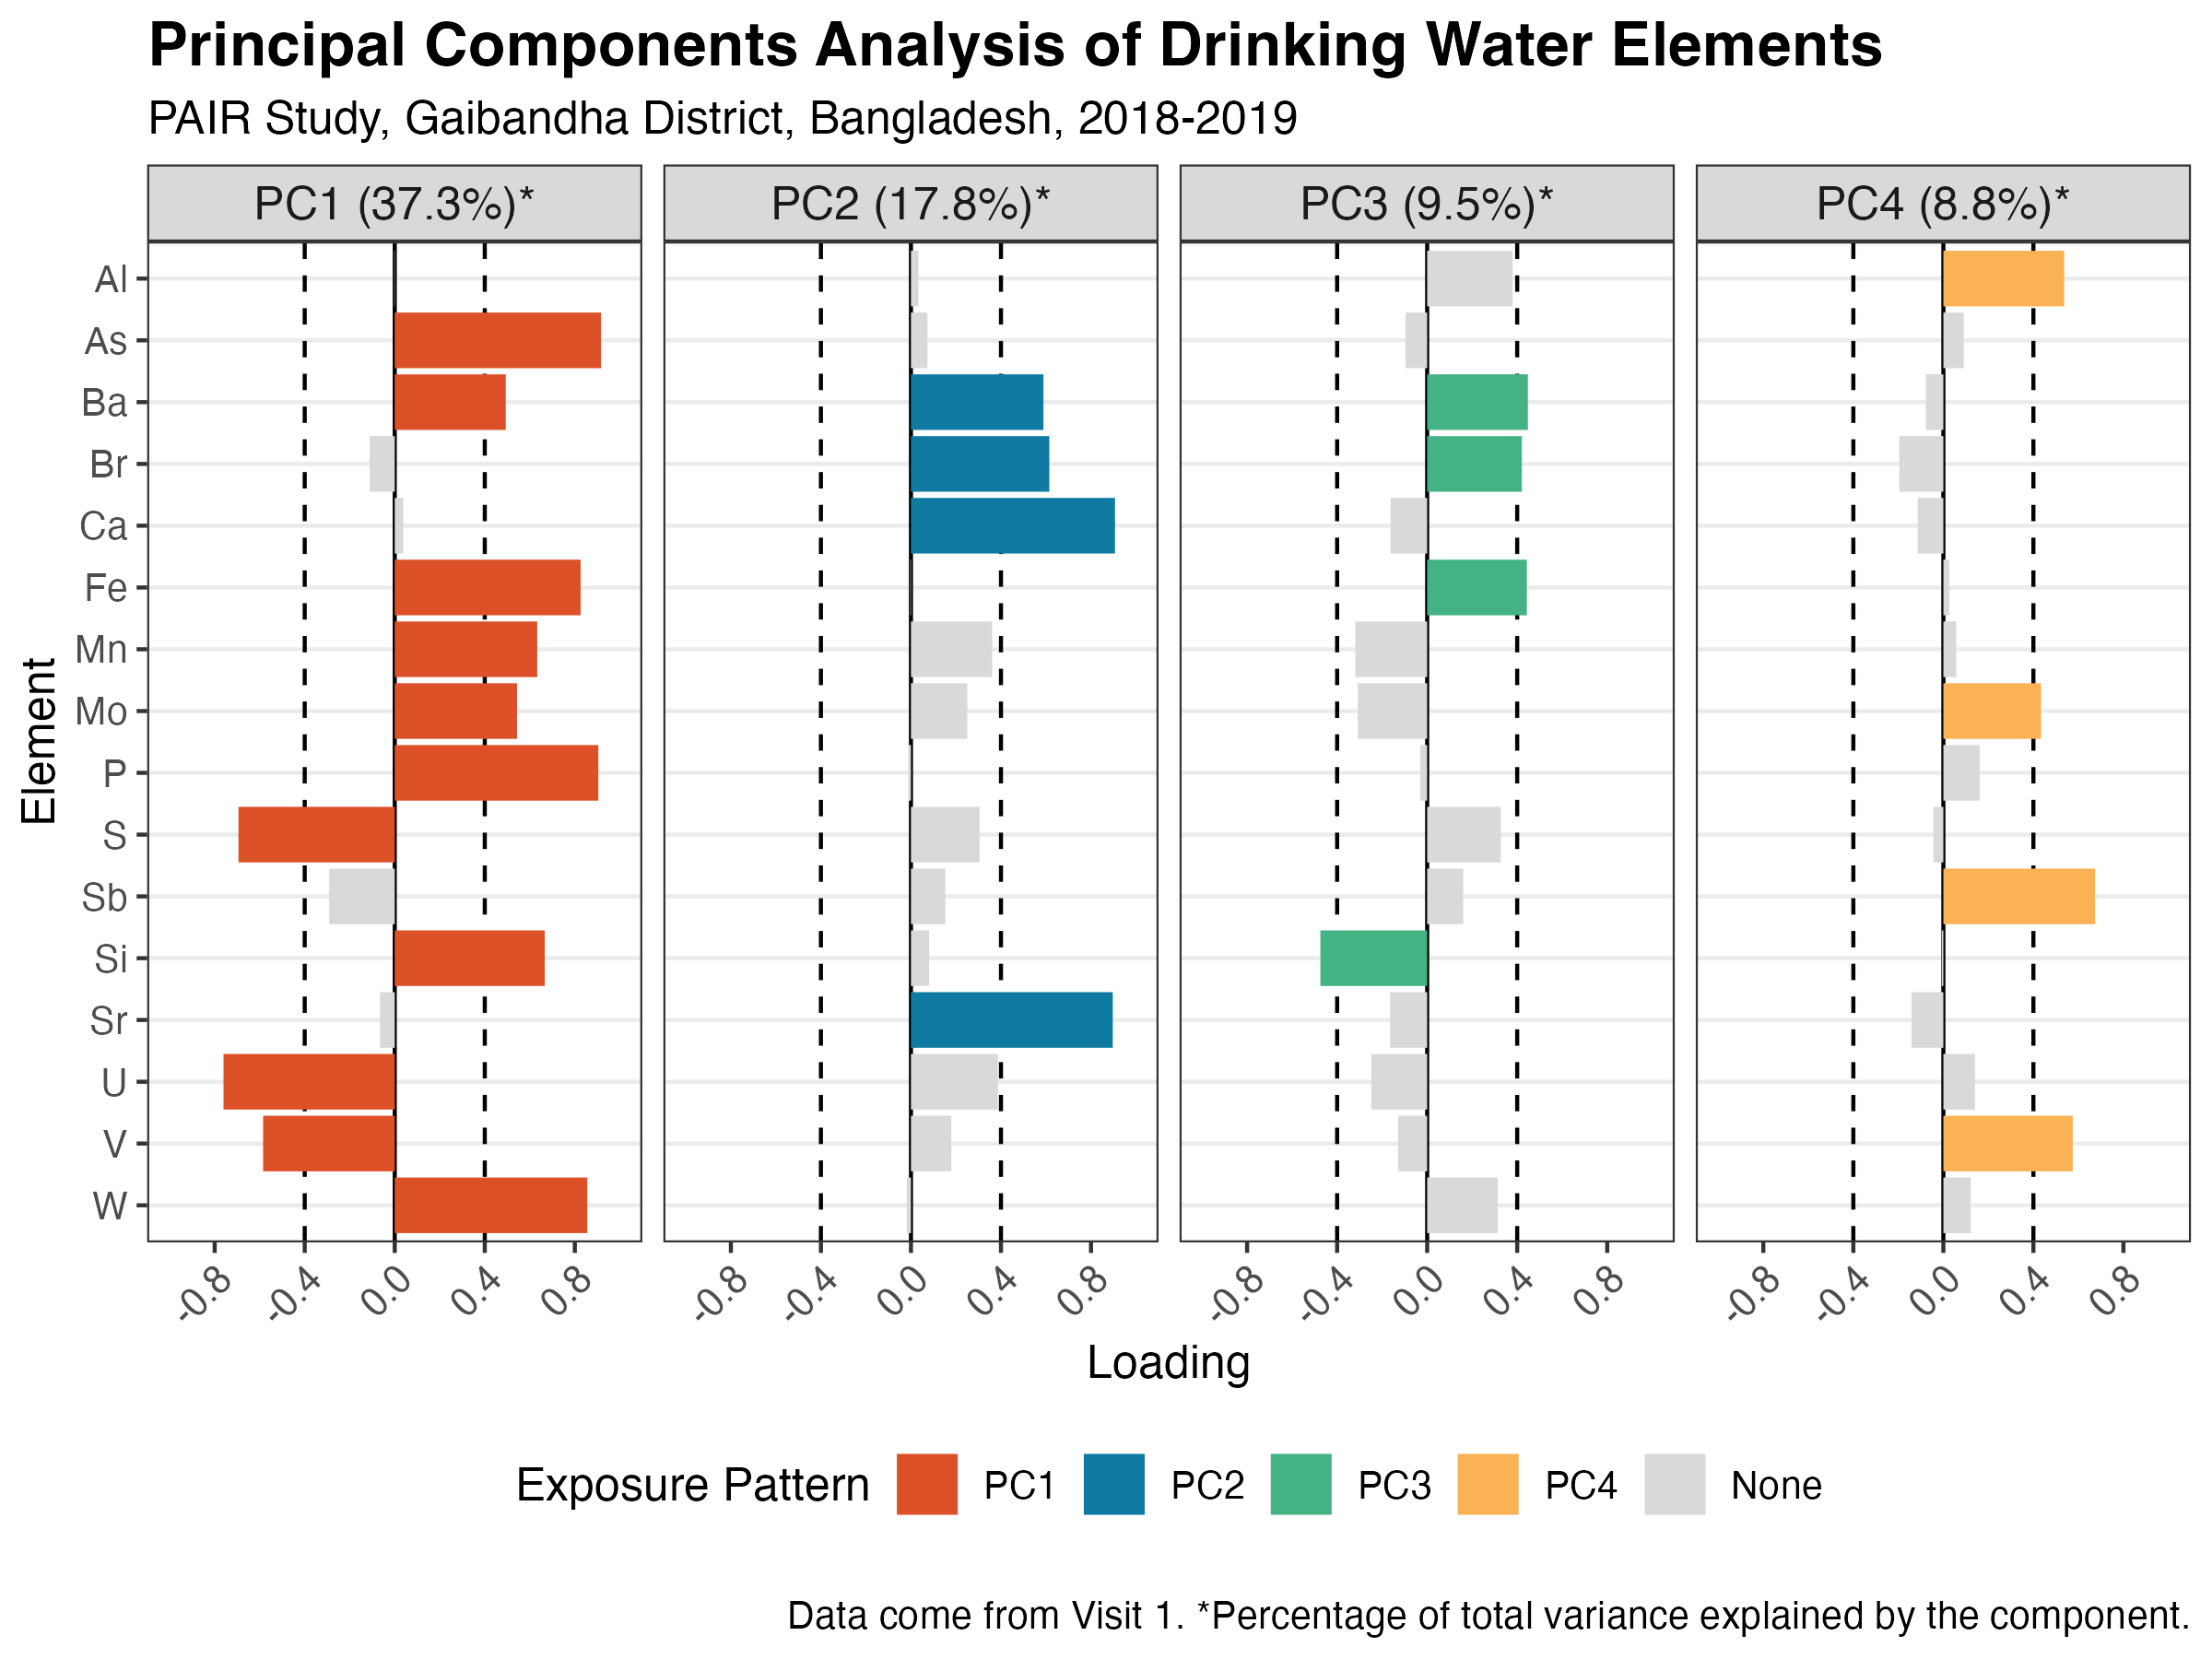 Principal Components Analysis of Drinking Water Elements
PAIR Study, Gaibandha District, Bangladesh, 2018-2019
PC1 (37.3%)* PC2 (17.8%)* PC3 (9.5%)* PC4 (8.8%)*
Element
Al
As
Ba
Br
Ca
Fe
Mn
Mo
P
S
Sb
Si
Sr
U
V
W
-0.8 -0.4 0.0 0.4 0.8 -0.8 -0.4 0.0 0.4 0.8 -0.8 -0.4 0.0 0.4 0.8 -0.8 -0.4 0.0 0.4 0.8
Loading
Exposure Pattern PC1 PC2 PC3 PC4 None
Data come from Visit 1. *Percentage of total variance explained by the component.